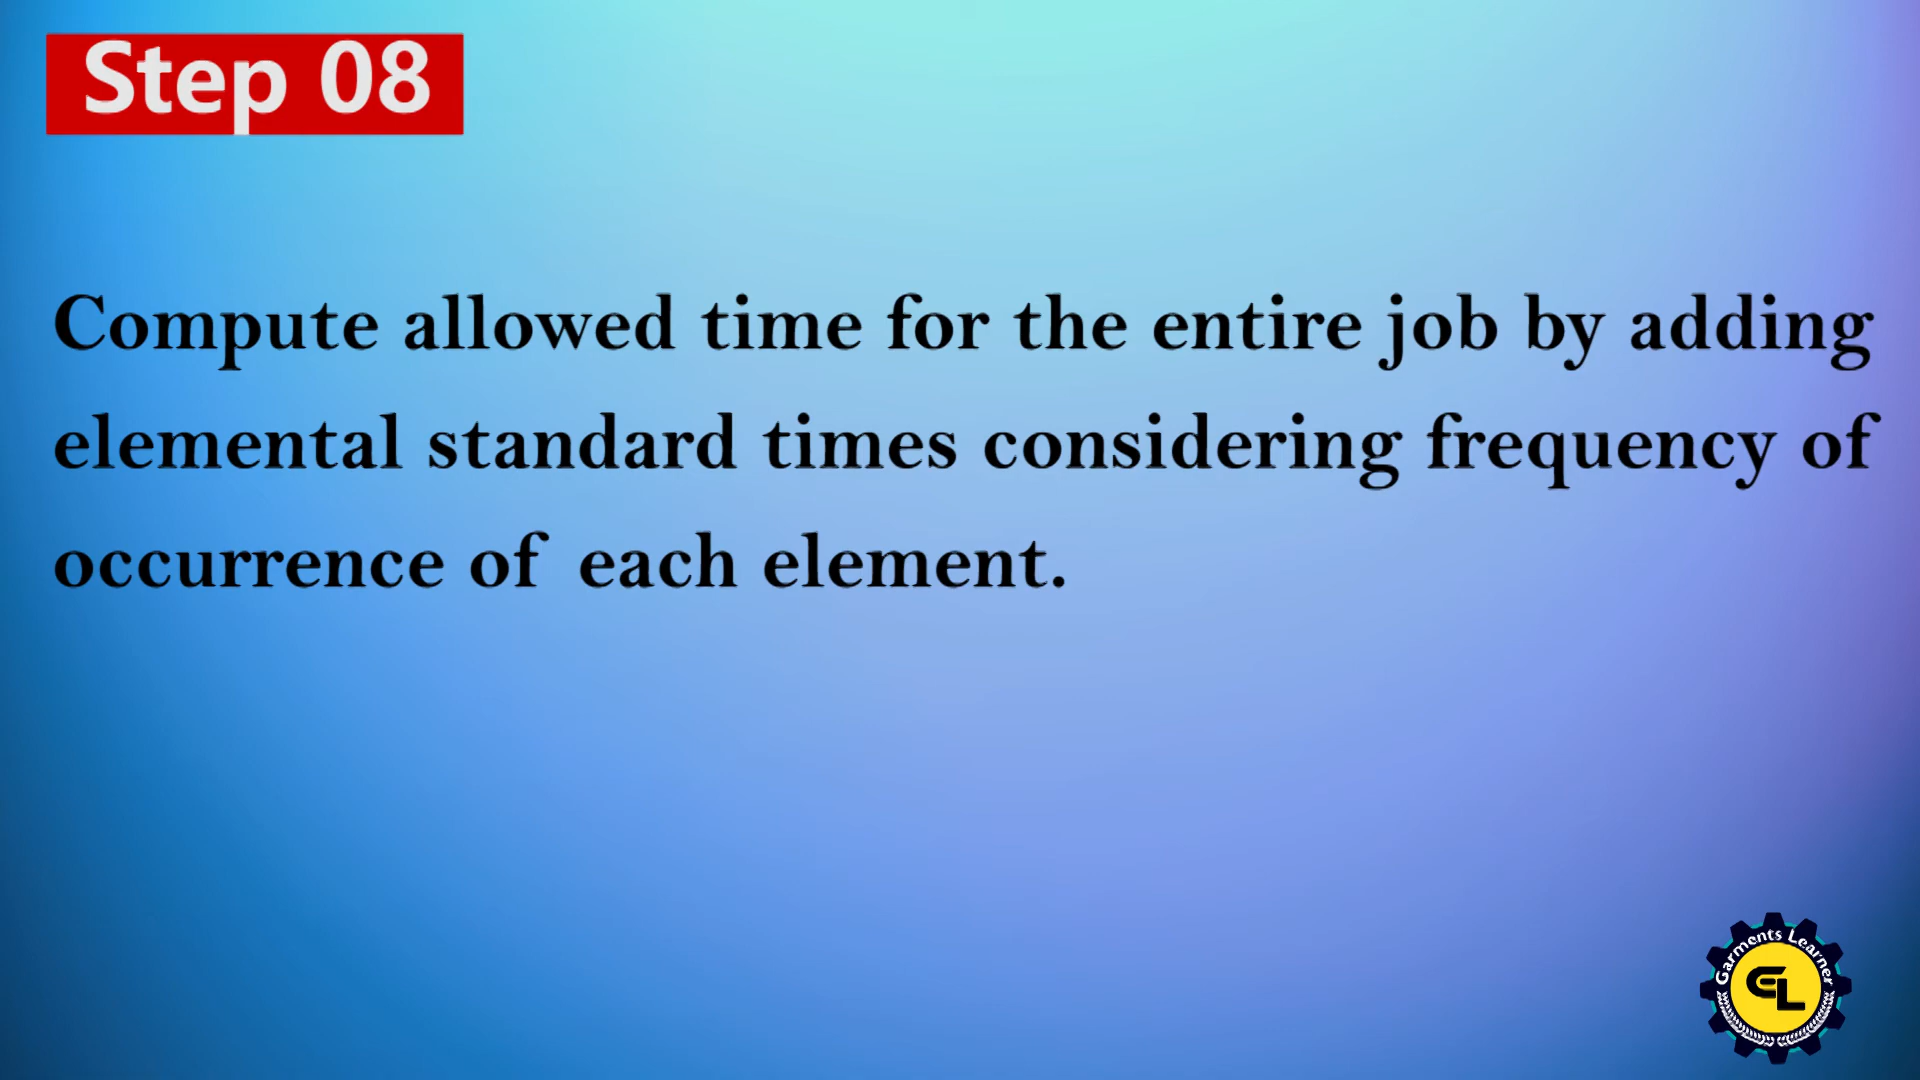 Step 08
Compute allowed time for the entire job by adding
elemental standard times considering frequency of
occurrence of each element.
Garments Learner
GL